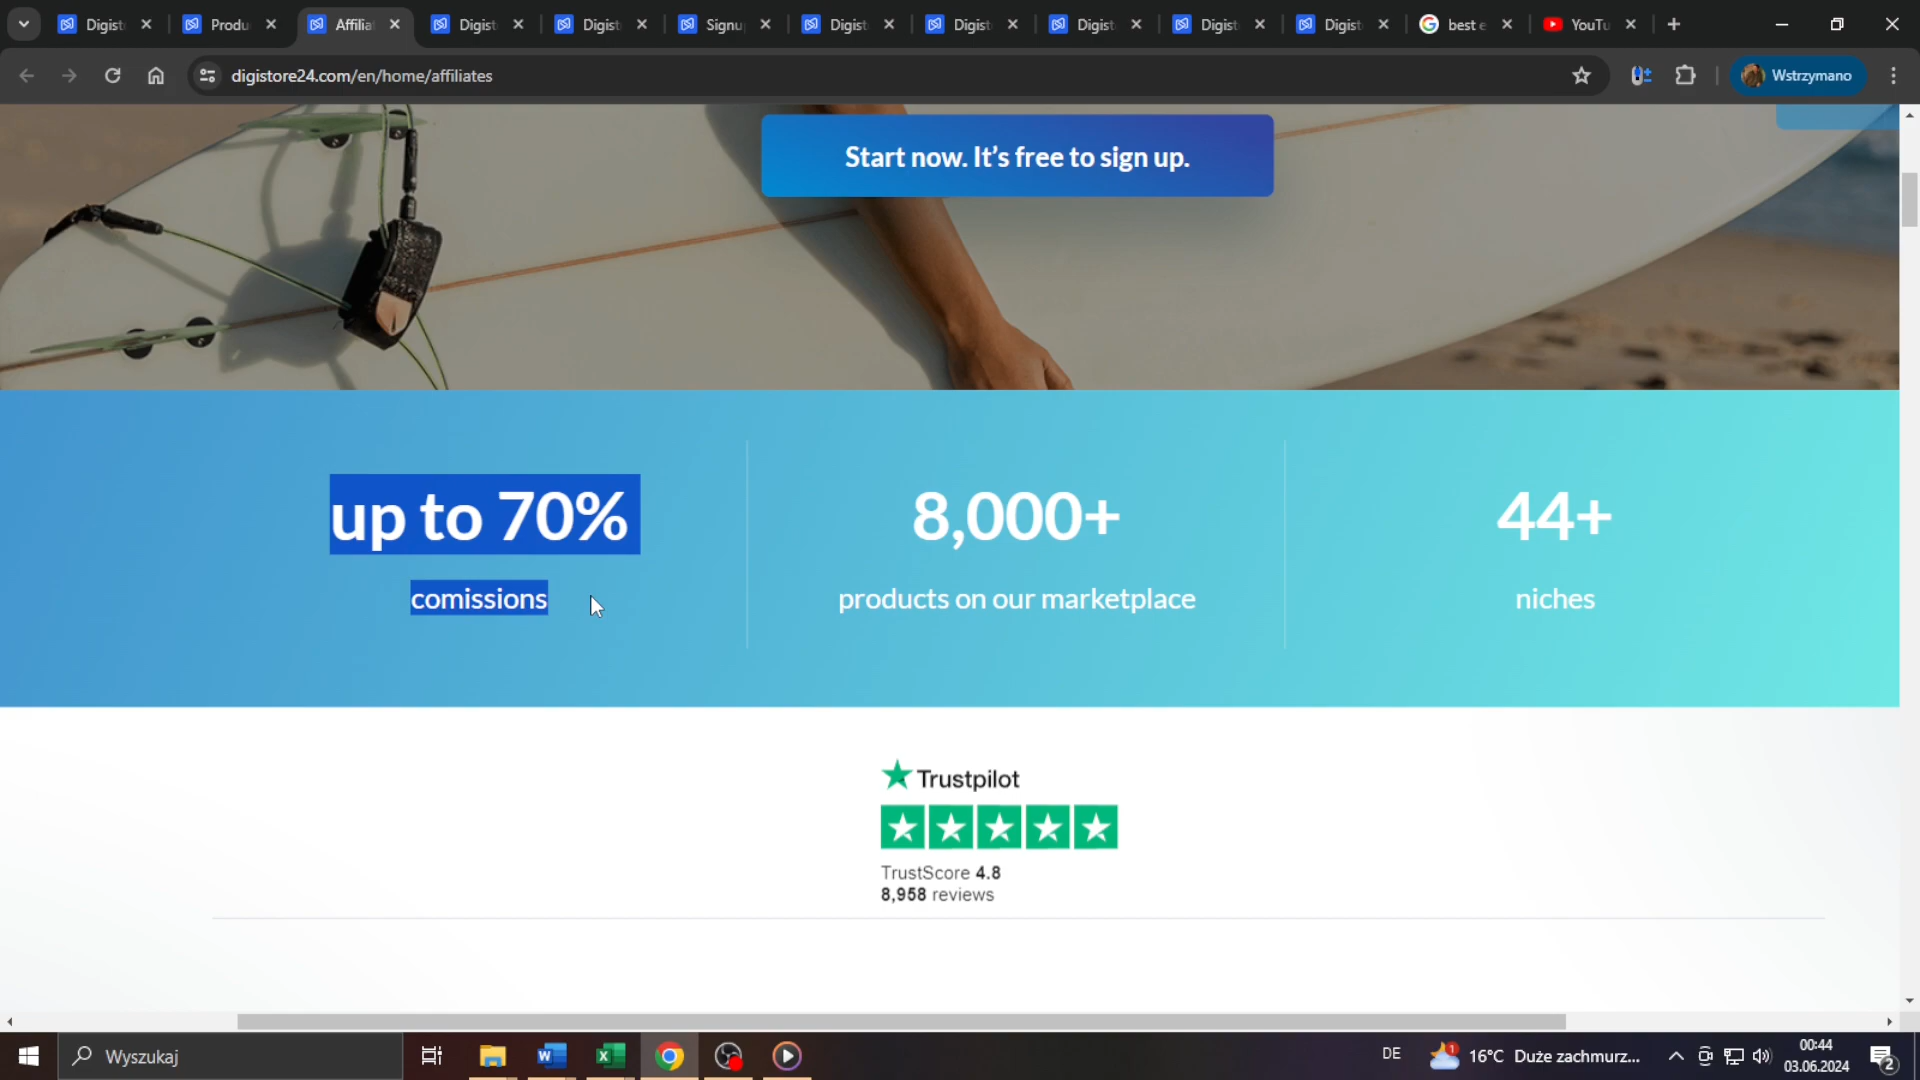 Digist
Produ
Affilia
Digist
Digist
Signu
Digist
Digist
Digist
Digist
Digist
best e
YouTu
digistore24.com/en/home/affiliates
Wstrzymano
Start now. It's free to sign up.
up to 70%
comissions
8,000+
products on our marketplace
44+
niches
Trustpilot
TrustScore 4.8
8,958 reviews
Wyszukaj
DE
1
16°C Duże zachmurz...
00:44
03.06.2024
2